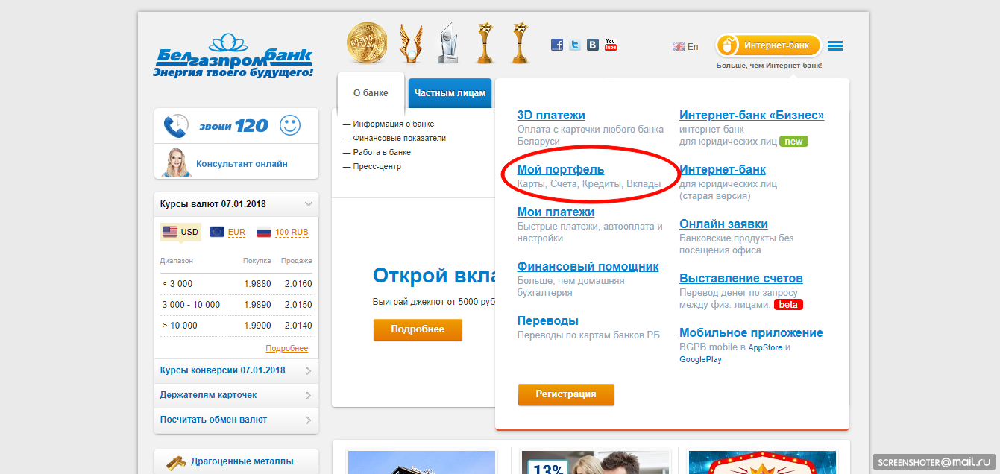 Белгазпромбанк
Энергия твоего будущего!
You
Tube
En
Интернет-банк
Больше, чем Интернет-банк!
О банке
Частным лицам
звони 120
Консультант онлайн
— Информация о банке
— Финансовые показатели
— Работа в банке
— Пресс-центр
Курсы валют 07.01.2018
USD EUR 100 RUB
Диапазон Покупка Продажа
< 3 000 1.9880 2.0160
3 000 - 10 000 1.9890 2.0150
> 10 000 1.9900 2.0140
Подробнее
Курсы конверсии 07.01.2018
Держателям карточек
Посчитать обмен валют
Драгоценные металлы
Открой вкла
Выиграй джекпот от 5000 руб
Подробнее
3D платежи
Оплата с карточки любого банка
Беларуси
Мой портфель
Карты, Счета, Кредиты, Вклады
Мои платежи
Быстрые платежи, автооплата и
настройки
Финансовый помощник
Больше, чем домашняя
бухгалтерия
Переводы
Переводы по картам банков РБ
Регистрация
Интернет-банк «Бизнес»
интернет-банк
для юридических лиц new
Интернет-банк
для юридических лиц
(старая версия)
Онлайн заявки
Банковские продукты без
посещения офиса
Выставление счетов
Перевод денег по запросу
между физ. лицами. beta
Мобильное приложение
BGPB mobile в AppStore и
GooglePlay
13%
SCREENSHOTER@mail.ru